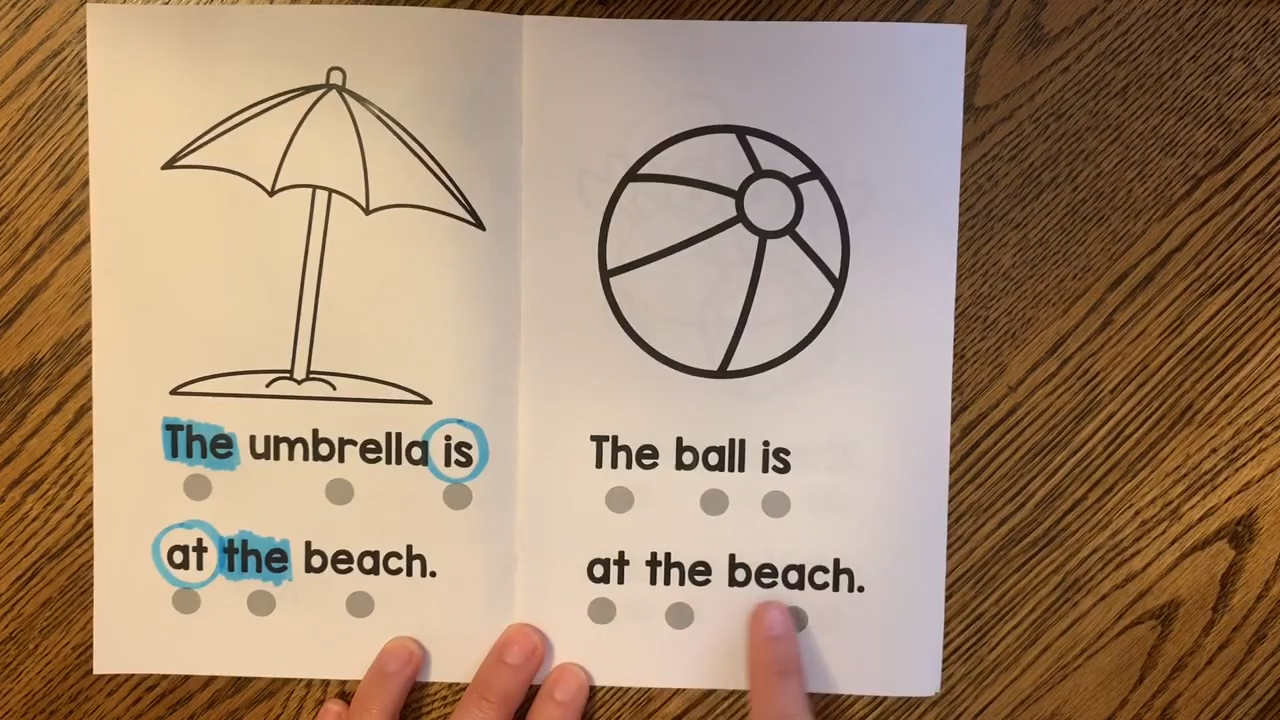 The umbrella is
at the beach.
The ball is
at the beach.